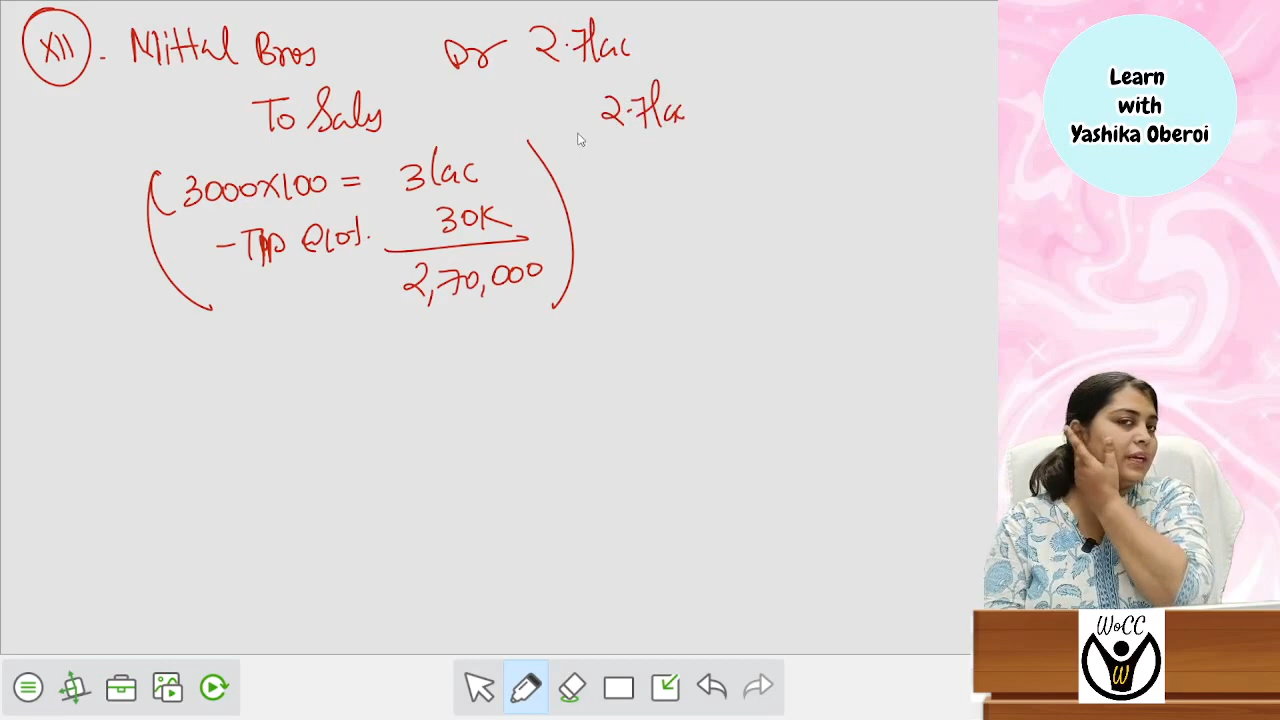 XII. Mittal Bros Dr 2.7lac
To Sales 2.7lac
3000x100 = 3lac
-TD @10%. 30K
2,70,000
Learn
with
Yashika Oberoi
WoCC
W